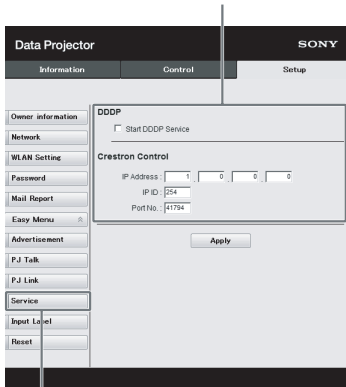 Data Projector SONY
Information Control Setup
Owner information
Network
WLAN Setting
Password
Mail Report
Easy Menu
Advertisement
PJ Talk
PJ Link
Service
Input Label
Reset
DDDP
Start DDDP Service
Crestron Control
IP Address : 1 . 0 . 0 . 0
IP ID : 254
Port No. : 41794
Apply